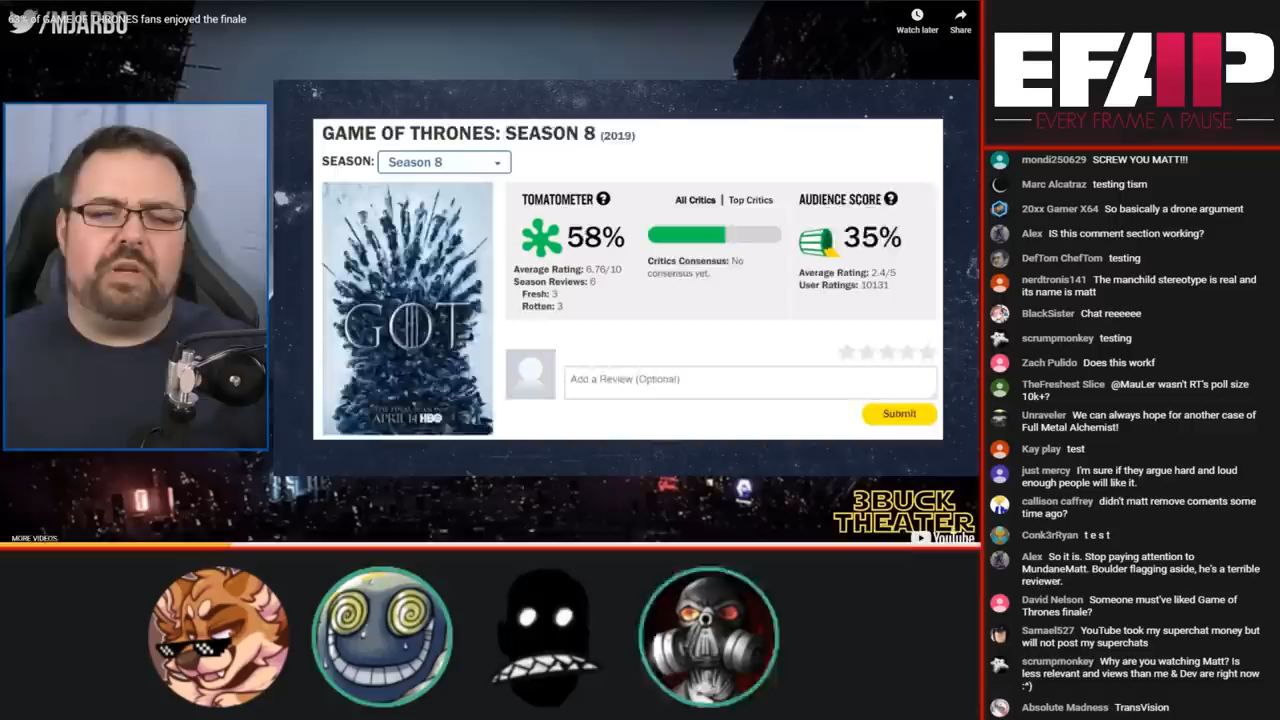 63% of GAME OF THRONES fans enjoyed the finale
/MJARBO
Watch later
Share
GAME OF THRONES: SEASON 8 (2019)
SEASON:
Season 8
TOMATOMETER ?
All Critics | Top Critics
AUDIENCE SCORE ?
58%
35%
Average Rating: 6.76/10
Season Reviews: 6
Fresh: 3
Rotten: 3
Critics Consensus: No
consensus yet.
Average Rating: 2.4/5
User Ratings: 10131
GOT
APRIL 14 HBO
Add a Review (Optional)
Submit
3BUCK
THEATER
MORE VIDEOS
YouTube
EFAP
EVERY FRAME A PAUSE
mondi250629 SCREW YOU MATT!!!
Marc Alcatraz testing tism
20xx Gamer X64 So basically a drone argument
Alex IS this comment section working?
DefTom ChefTom testing
nerdtronis141 The manchild stereotype is real and
its name is matt
BlackSister Chat reeeeee
scrumpmonkey testing
Zach Pulido Does this workf
TheFreshest Slice @MauLer wasn't RT's poll size
10k+?
Unraveler We can always hope for another case of
Full Metal Alchemist!
Kay play test
just mercy I'm sure if they argue hard and loud
enough people will like it.
callison caffrey didn't matt remove coments some
time ago?
Conk3rRyan t e s t
Alex So it is. Stop paying attention to
MundaneMatt. Boulder flagging aside, he's a terrible
reviewer.
David Nelson Someone must've liked Game of
Thrones finale?
Samael527 YouTube took my superchat money but
will not post my superchats
scrumpmonkey Why are you watching Matt? Is
less relevant and views than me & Dev are right now
:*)
Absolute Madness TransVision